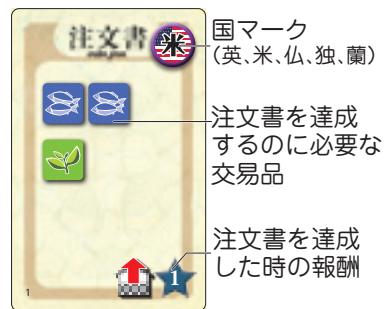 注文書
米
国マーク
(英、米、仏、独、蘭)
注文書を達成
するのに必要な
交易品
注文書を達成
した時の報酬
1
1